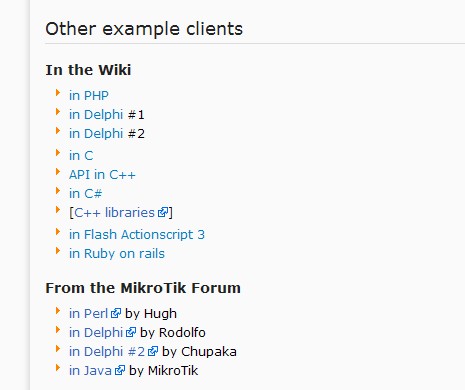 Other example clients
In the Wiki
in PHP
in Delphi #1
in Delphi #2
in C
API in C++
in C#
[C++ libraries]
in Flash Actionscript 3
in Ruby on rails
From the MikroTik Forum
in Perl by Hugh
in Delphi by Rodolfo
in Delphi #2 by Chupaka
in Java by MikroTik